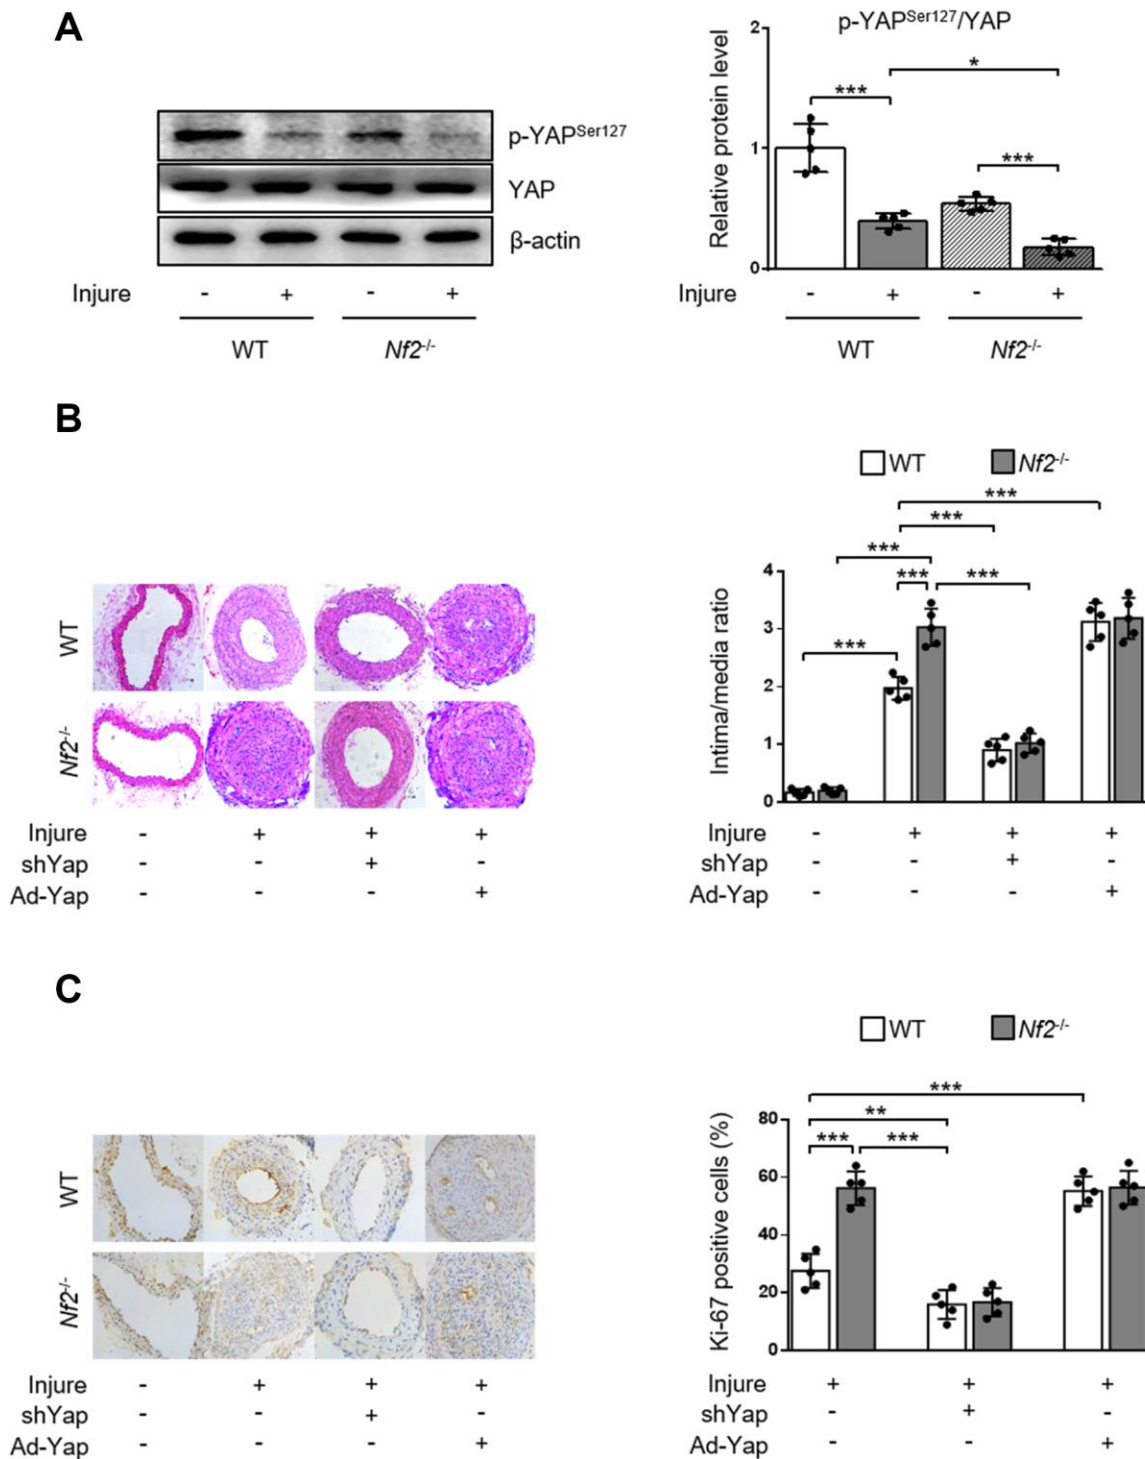 A
p-YAPSer127
YAP
β-actin
Injure - + - +
WT Nf2-/-
p-YAPSer127/YAP
Relative protein level
2
1
0
*
***
***
Injure - + - +
WT Nf2-/-
B
WT
Nf2-/-
Injure - + + +
shYap - - + -
Ad-Yap - - - +
WT Nf2-/-
Intima/media ratio
4
3
2
1
0
***
***
***
*** ***
***
Injure - + + +
shYap - - + -
Ad-Yap - - - +
C
WT
Nf2-/-
Injure - + + +
shYap - - + -
Ad-Yap - - - +
WT Nf2-/-
Ki-67 positive cells (%)
80
60
40
20
0
***
**
*** ***
Injure + + +
shYap - + -
Ad-Yap - - +